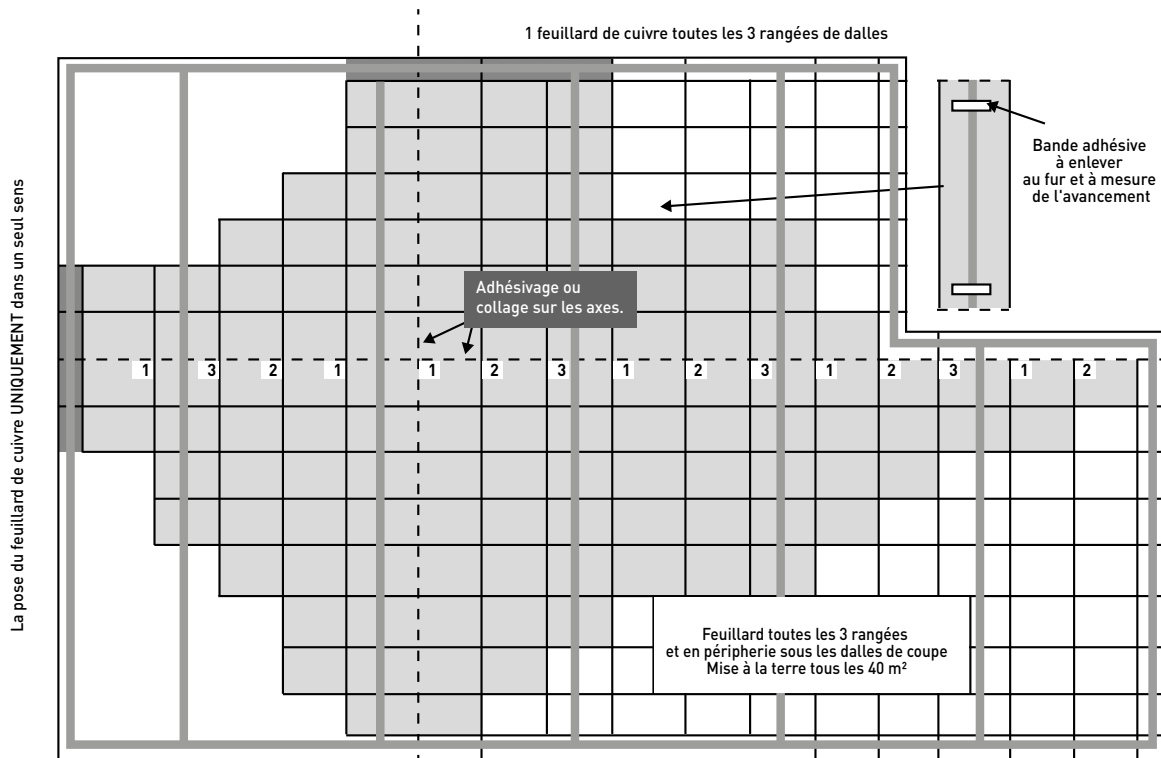 1 feuillard de cuivre toutes les 3 rangées de dalles
La pose du feuillard de cuivre UNIQUEMENT dans un seul sens
Bande adhésive
à enlever
au fur et à mesure
de l'avancement
Adhésivage ou
collage sur les axes.
1 3 2 1 1 2 3 1 2 3 1 2 3 1 2
Feuillard toutes les 3 rangées
et en péripherie sous les dalles de coupe
Mise à la terre tous les 40 m²